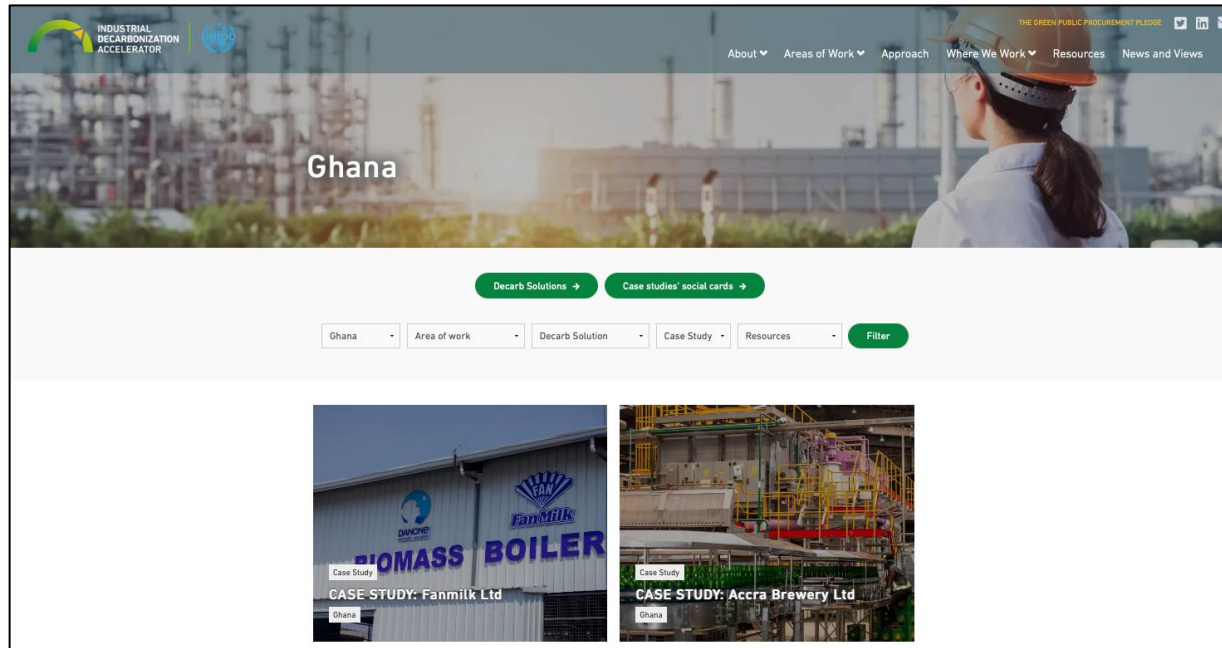 INDUSTRIAL
DECARBONIZATION
ACCELERATOR
UNIDO
THE GREEN PUBLIC PROCUREMENT PLEDGE
About
Areas of Work
Approach
Where We Work
Resources
News and Views
Ghana
Decarb Solutions →
Case studies' social cards →
Ghana
Area of work
Decarb Solution
Case Study
Resources
Filter
DANONE
FAN
FanMilk
BIOMASS BOILER
Case Study
CASE STUDY: Fanmilk Ltd
Ghana
Case Study
CASE STUDY: Accra Brewery Ltd
Ghana